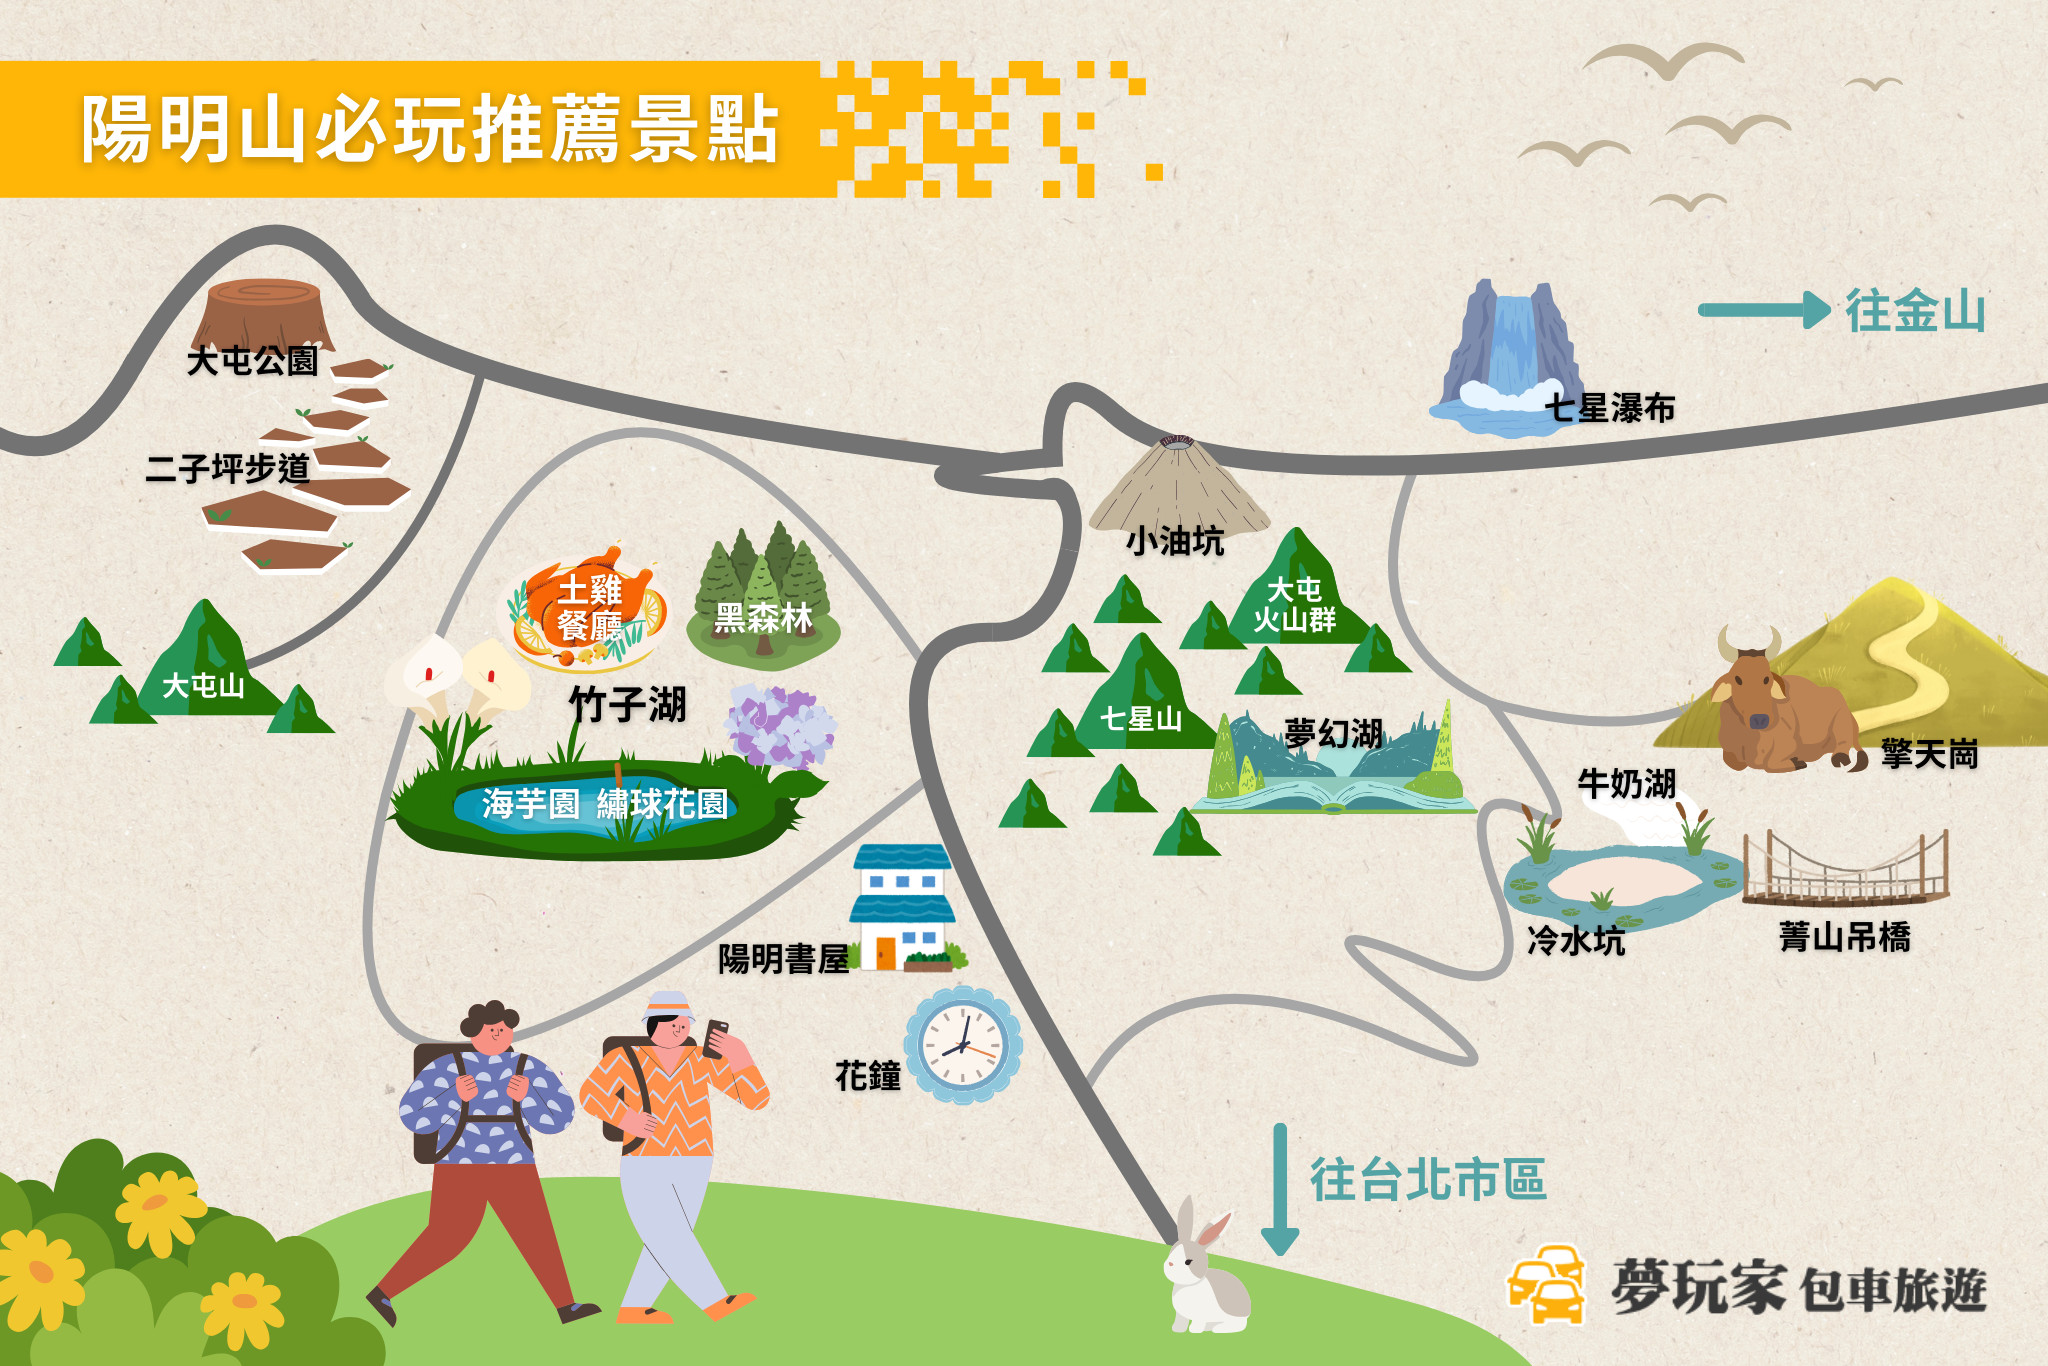 陽明山必玩推薦景點
往金山
大屯公園
七星瀑布
二子坪步道
小油坑
土雞
餐廳
黑森林
大屯
火山群
大屯山
竹子湖
七星山
夢幻湖
擎天崗
牛奶湖
海芋園 繡球花園
冷水坑
菁山吊橋
陽明書屋
花鐘
往台北市區
夢玩家 包車旅遊